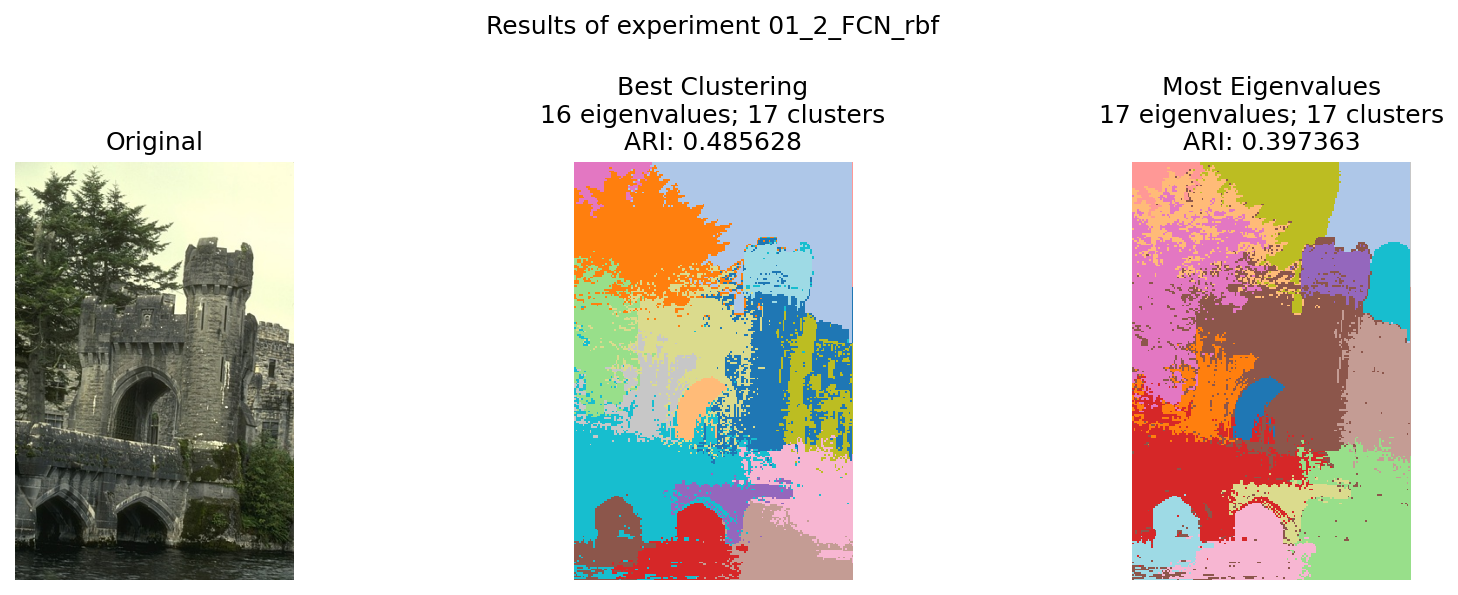 Results of experiment 01_2_FCN_rbf
Original
Best Clustering
16 eigenvalues; 17 clusters
ARI: 0.485628
Most Eigenvalues
17 eigenvalues; 17 clusters
ARI: 0.397363